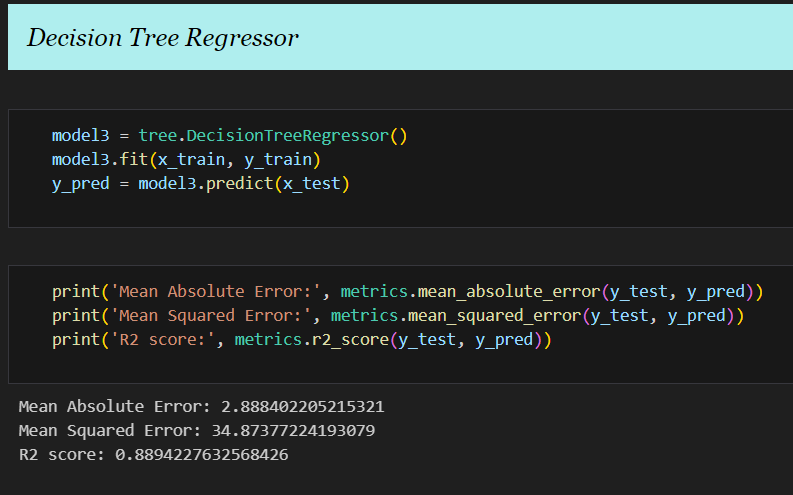 Decision Tree Regressor
model3 = tree.DecisionTreeRegressor()
model3.fit(x_train, y_train)
y_pred = model3.predict(x_test)
print('Mean Absolute Error:', metrics.mean_absolute_error(y_test, y_pred))
print('Mean Squared Error:', metrics.mean_squared_error(y_test, y_pred))
print('R2 score:', metrics.r2_score(y_test, y_pred))
Mean Absolute Error: 2.888402205215321
Mean Squared Error: 34.87377224193079
R2 score: 0.8894227632568426